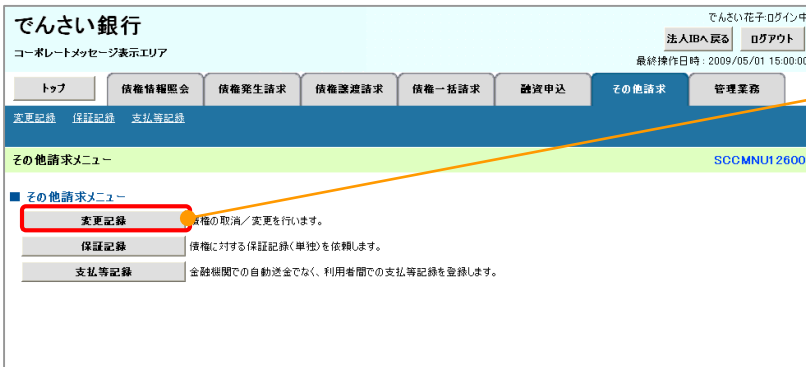 でんさい花子:ログイン中
でんさい銀行
法人IBへ戻る ログアウト
コーポレートメッセージ表示エリア
最終操作日時:2009/05/01 15:00:00
トップ 債権情報照会 債権発生請求 債権譲渡請求 債権一括請求 融資申込 その他請求 管理業務
変更記録 保証記録 支払等記録
その他請求メニュー SCCMNU12600
■ その他請求メニュー
変更記録 債権の取消/変更を行います。
保証記録 債権に対する保証記録(単独)を依頼します。
支払等記録 金融機関での自動送金でなく、利用者間での支払等記録を登録します。